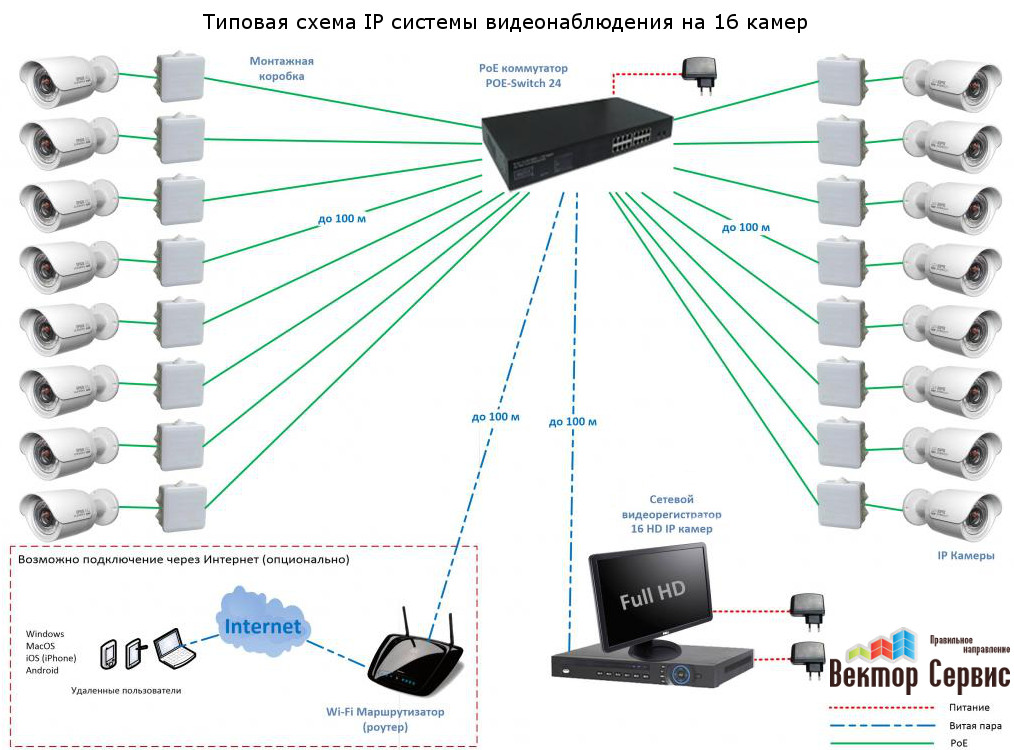 Типовая схема IP системы видеонаблюдения на 16 камер
Монтажная
коробка
PoE коммутатор
POE-Switch 24
до 100 м
до 100 м
до 100 м
до 100 м
Сетевой
видеорегистратор
16 HD IP камер
IP Камеры
Full HD
Возможно подключение через Интернет (опционально)
Internet
Windows
MacOS
iOS (iPhone)
Android
Удаленные пользователи
Wi-Fi Маршрутизатор
(роутер)
Правильное
направление
Вектор Сервис
Питание
Витая пара
PoE